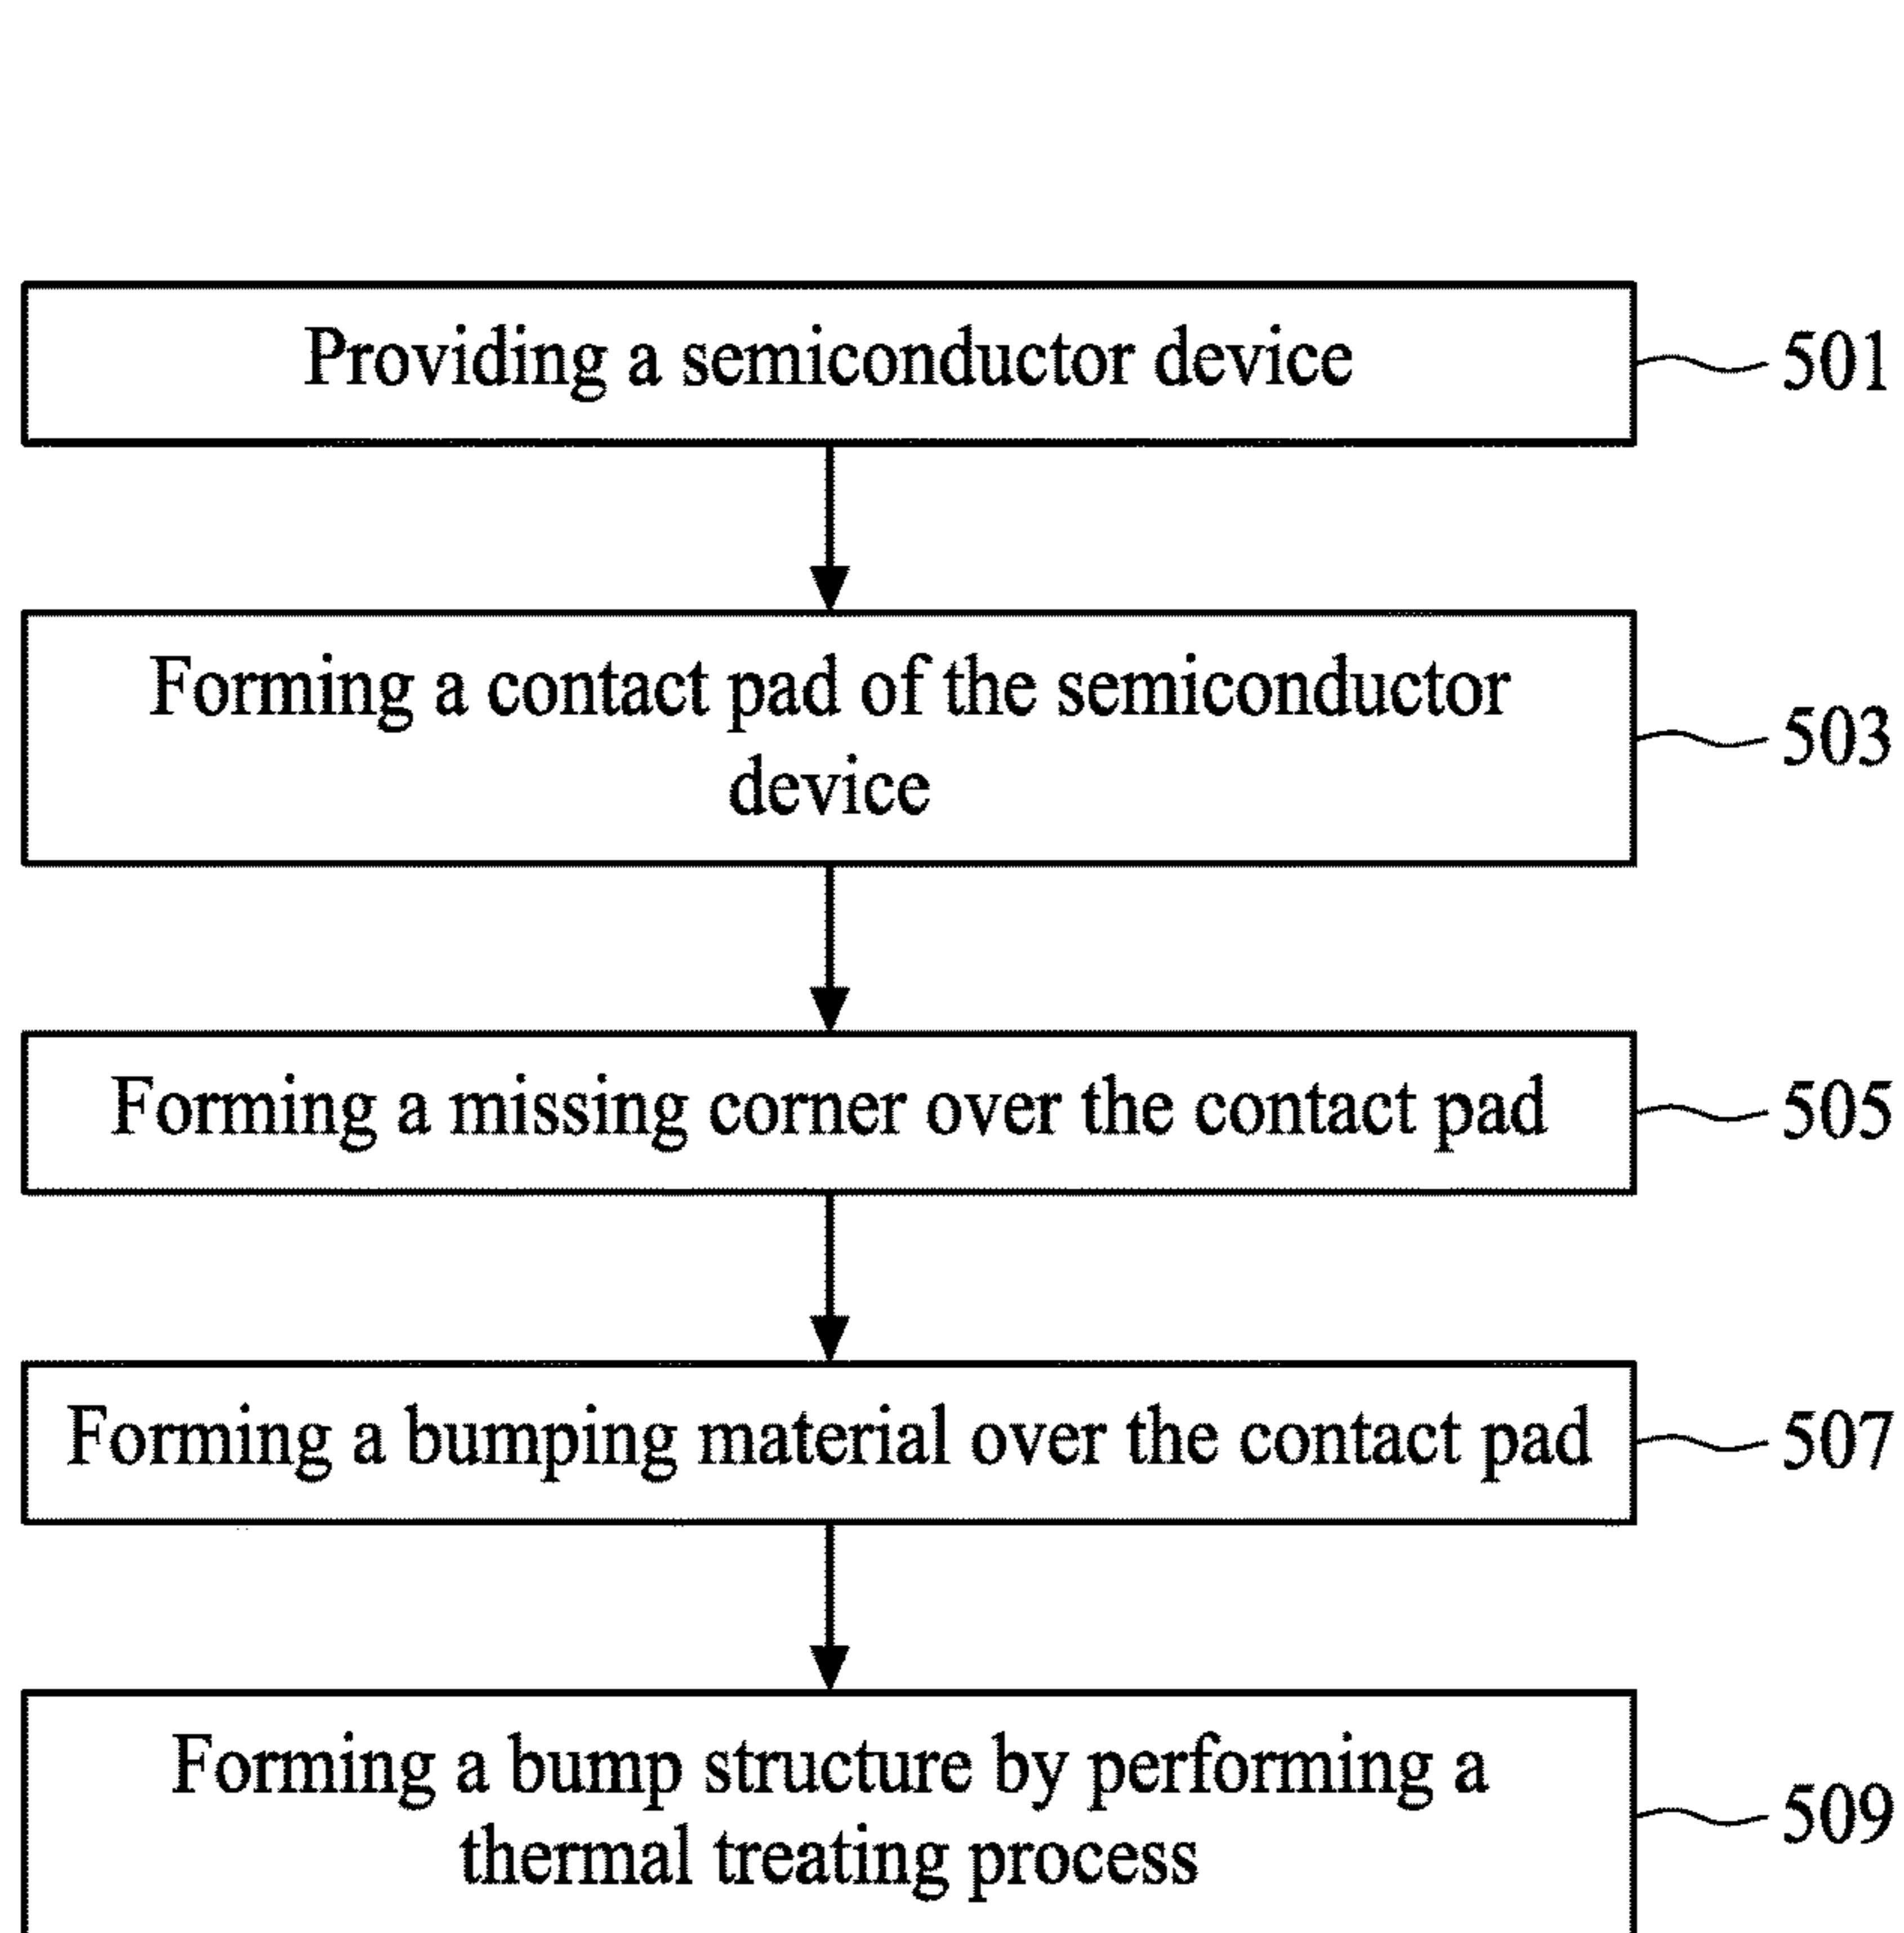 Providing a semiconductor device
501
Forming a contact pad of the semiconductor
device
503
Forming a missing corner over the contact pad
505
Forming a bumping material over the contact pad
507
Forming a bump structure by performing a
thermal treating process
509